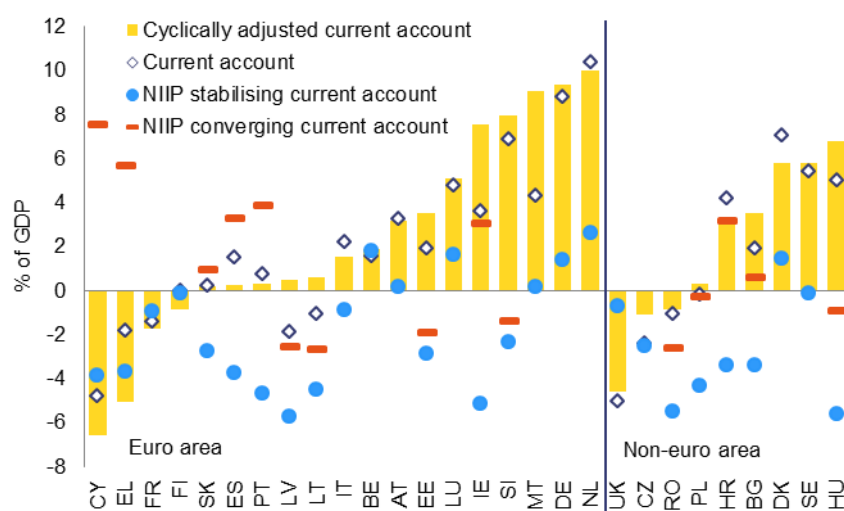 Cyclically adjusted current account
Current account
NIIP stabilising current account
NIIP converging current account
% of GDP
12
10
8
6
4
2
0
-2
-4
-6
-8
Euro area
Non-euro area
CY EL FR FI SK ES PT LV LT IT BE AT EE LU IE SI MT DE NL UK CZ RO PL HR BG DK SE HU